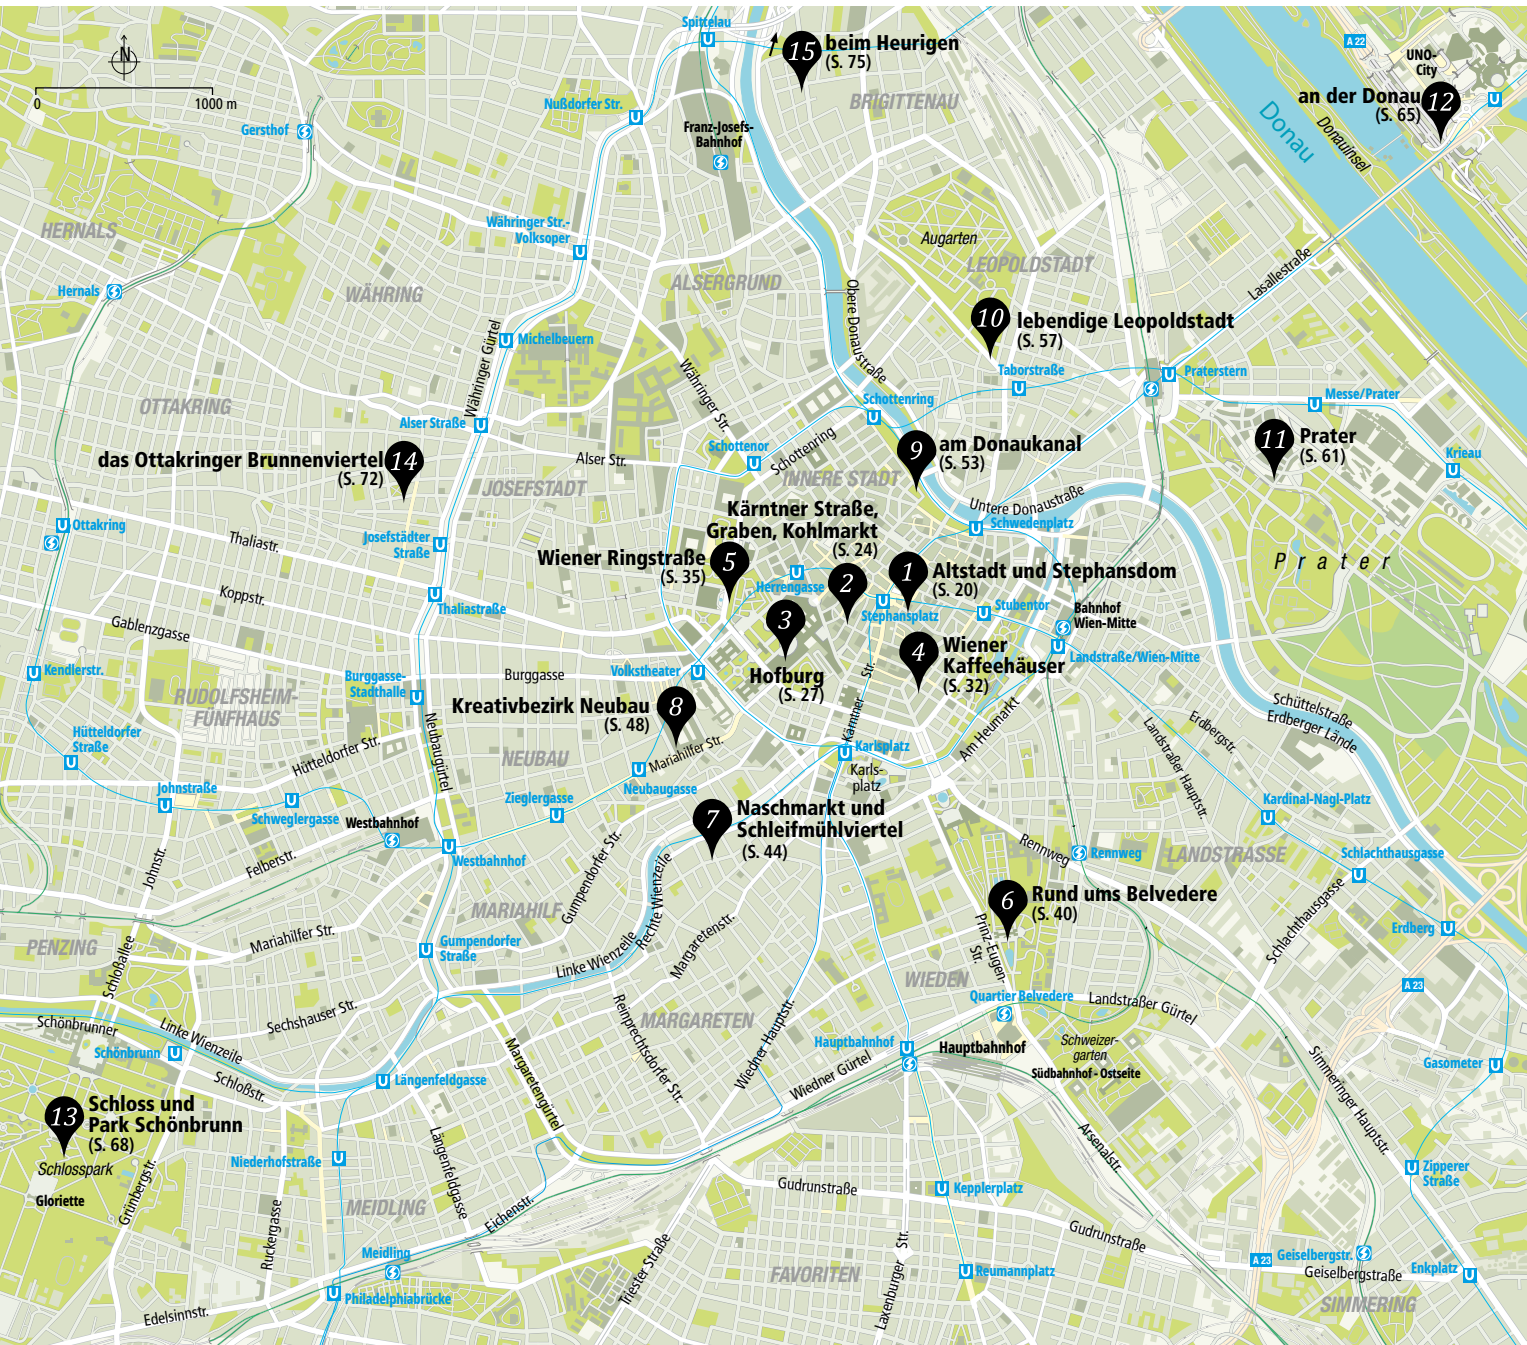 Spittelau
N
15
beim Heurigen
(S. 75)
A 22
UNO-
City
0
1000 m
Nußdorfer Str.
BRIGITTENAU
an der Donau
(S. 65)
12
Donau
Donauinsel
Gersthof
Franz-Josefs-
Bahnhof
HERNALS
Währinger Str.-
Volksoper
Augarten
LEOPOLDSTADT
Lasallestraße
Hernals
WÄHRING
ALSERGRUND
Obere Donaustraße
10
lebendige Leopoldstadt
(S. 57)
Währinger Gürtel
Michelbeuern
Währinger Str.
Taborstraße
Praterstern
Messe/Prater
OTTAKRING
Alser Straße
Schottenring
Schottenor
Schottenring
9
am Donaukanal
(S. 53)
11
Prater
(S. 61)
Krieau
das Ottakringer Brunnenviertel
(S. 72)
14
Alser Str.
JOSEFSTADT
INNERE STADT
Untere Donaustraße
Schwedenplatz
Kärntner Straße,
Graben, Kohlmarkt
(S. 24)
2
Ottakring
Thaliastr.
Josefstädter
Straße
Wiener Ringstraße
(S. 35)
5
Herrengasse
1
Altstadt und Stephansdom
(S. 20)
Prater
Koppstr.
Thaliastraße
Stephansplatz
Stubentor
Bahnhof
Wien-Mitte
Gablenzgasse
3
Hofburg
(S. 27)
4
Wiener
Kaffeehäuser
(S. 32)
Landstraße/Wien-Mitte
Kendlerstr.
Burggasse-
Stadthalle
Burggasse
Volkstheater
RUDOLFSHEIM-
FÜNFHAUS
Kreativbezirk Neubau
(S. 48)
8
Kärntner Str.
Am Heumarkt
Schüttelstraße
Erdberger Lände
Erdbergstr.
Landstraßer Hauptstr.
Hütteldorfer
Straße
Hütteldorfer Str.
Neubaugürtel
NEUBAU
Mariahilfer Str.
Karlsplatz
Karls-
platz
Johnstraße
Schweglergasse
Zieglergasse
Neubaugasse
Kardinal-Nagl-Platz
Westbahnhof
7
Naschmarkt und
Schleifmühlviertel
(S. 44)
Johnstr.
Felberstr.
Westbahnhof
Gumpendorfer Str.
Rechte Wienzeile
Rennweg
Rennweg
LANDSTRASSE
Schlachthausgasse
6
Rund ums Belvedere
(S. 40)
Schlachthausgasse
PENZING
Mariahilfer Str.
MARIAHILF
Margaretenstr.
Prinz-Eugen-
Str.
Erdberg
Schloßallee
Gumpendorfer
Straße
Linke Wienzeile
WIEDEN
A 23
Schönbrunner
Linke Wienzeile
Sechshauser Str.
Reinprechtsdorfer Str.
MARGARETEN
Quartier Belvedere
Landstraßer Gürtel
Schönbrunn
Schloßstr.
Längenfeldgasse
Margaretengürtel
Wiedner Hauptstr.
Wiedner Gürtel
Hauptbahnhof
Hauptbahnhof
Schweizer-
garten
Südbahnhof - Ostseite
Simmeringer Hauptstr.
Gasometer
13
Schloss und
Park Schönbrunn
(S. 68)
Schlosspark
Gloriette
Grünbergstr.
Niederhofstraße
Längenfeldgasse
Arsenalstr.
Zipperer
Straße
MEIDLING
Eichenstr.
Gudrunstraße
Kepplerplatz
Ruckergasse
Meidling
Triester Straße
Laxenburger Str.
Gudrunstraße
A 23
Geiselbergstr.
Geiselbergstraße
Enkplatz
FAVORITEN
Reumannplatz
Edelsinnstr.
Philadelphiabrücke
SIMMERING